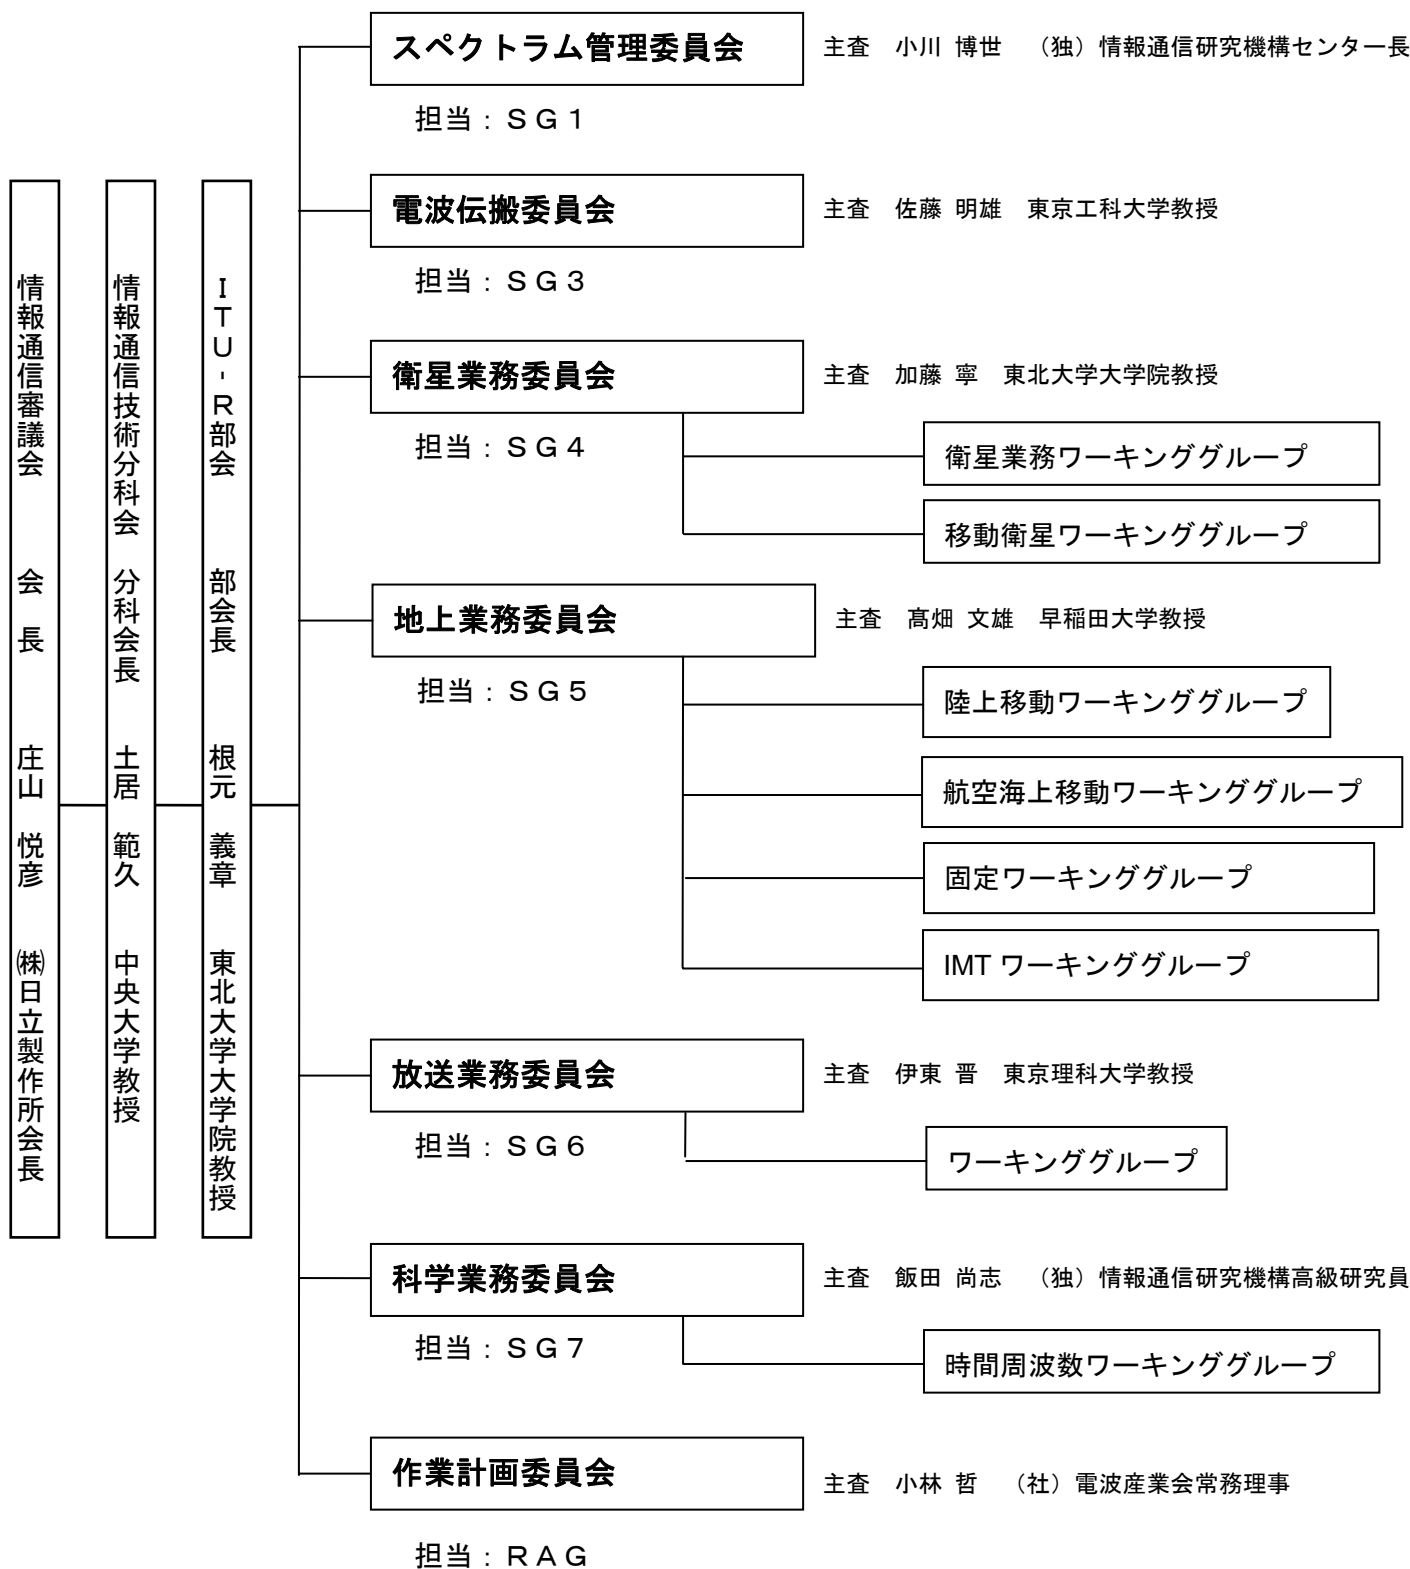 情報通信審議会 会長 庄山 悦彦 ㈱日立製作所会長
情報通信技術分科会 分科会長 土居 範久 中央大学教授
ITU-R部会 部会長 根元 義章 東北大学大学院教授
スペクトラム管理委員会 主査 小川 博世 (独)情報通信研究機構センター長
担当:SG1
電波伝搬委員会 主査 佐藤 明雄 東京工科大学教授
担当:SG3
衛星業務委員会 主査 加藤 寧 東北大学大学院教授
担当:SG4
衛星業務ワーキンググループ
移動衛星ワーキンググループ
地上業務委員会 主査 髙畑 文雄 早稲田大学教授
担当:SG5
陸上移動ワーキンググループ
航空海上移動ワーキンググループ
固定ワーキンググループ
IMT ワーキンググループ
放送業務委員会 主査 伊東 晋 東京理科大学教授
担当:SG6
ワーキンググループ
科学業務委員会 主査 飯田 尚志 (独)情報通信研究機構高級研究員
担当:SG7
時間周波数ワーキンググループ
作業計画委員会 主査 小林 哲 (社)電波産業会常務理事
担当:RAG